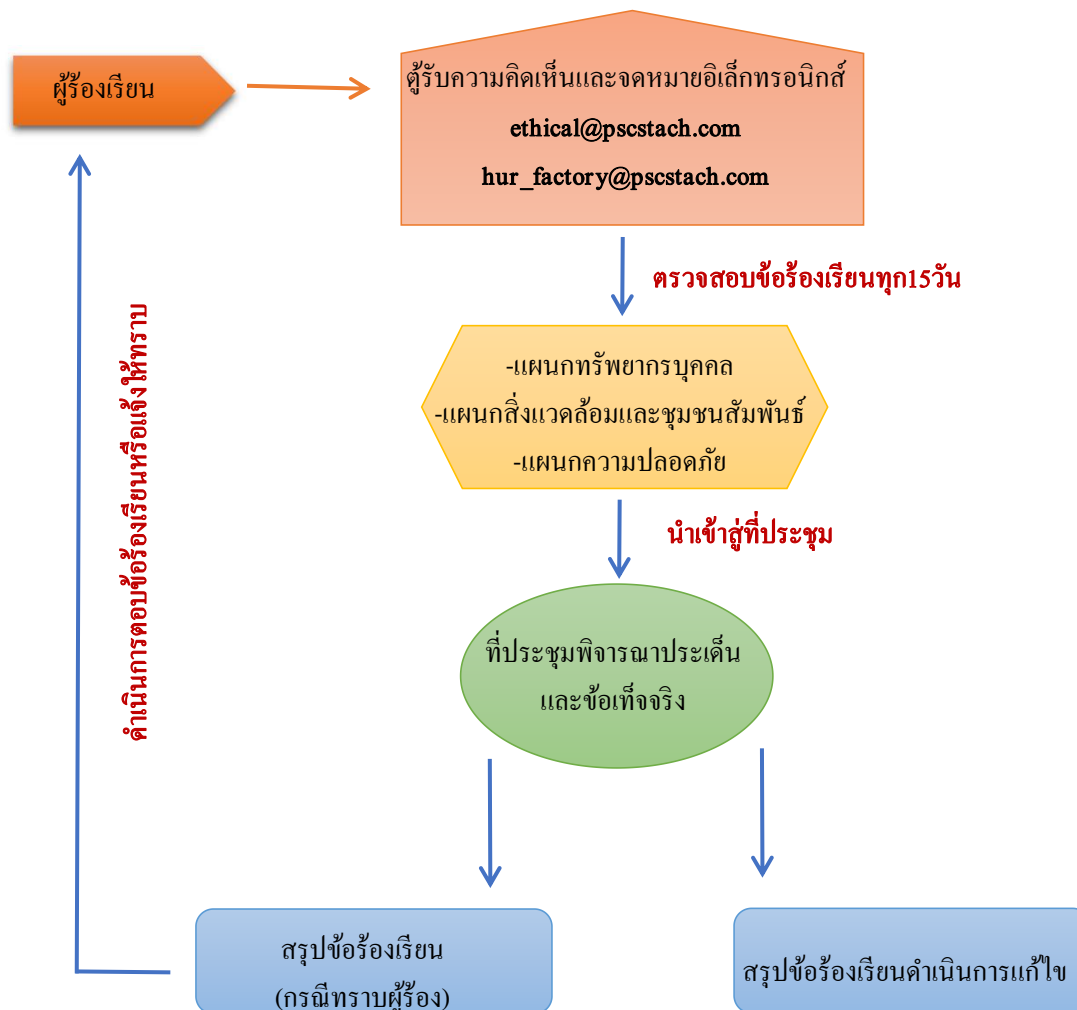 ผู้ร้องเรียน
ตู้รับความคิดเห็นและจดหมายอิเล็กทรอนิกส์
ethical@pscstach.com
hur_factory@pscstach.com
ตรวจสอบข้อร้องเรียนทุก15วัน
-แผนกทรัพยากรบุคคล
-แผนกสิ่งแวดล้อมและชุมชนสัมพันธ์
-แผนกความปลอดภัย
นำเข้าสู่ที่ประชุม
ที่ประชุมพิจารณาประเด็น
และข้อเท็จจริง
สรุปข้อร้องเรียน
(กรณีทราบผู้ร้อง)
สรุปข้อร้องเรียนดำเนินการแก้ไข
ดำเนินการตอบข้อร้องเรียนหรือแจ้งให้ทราบ